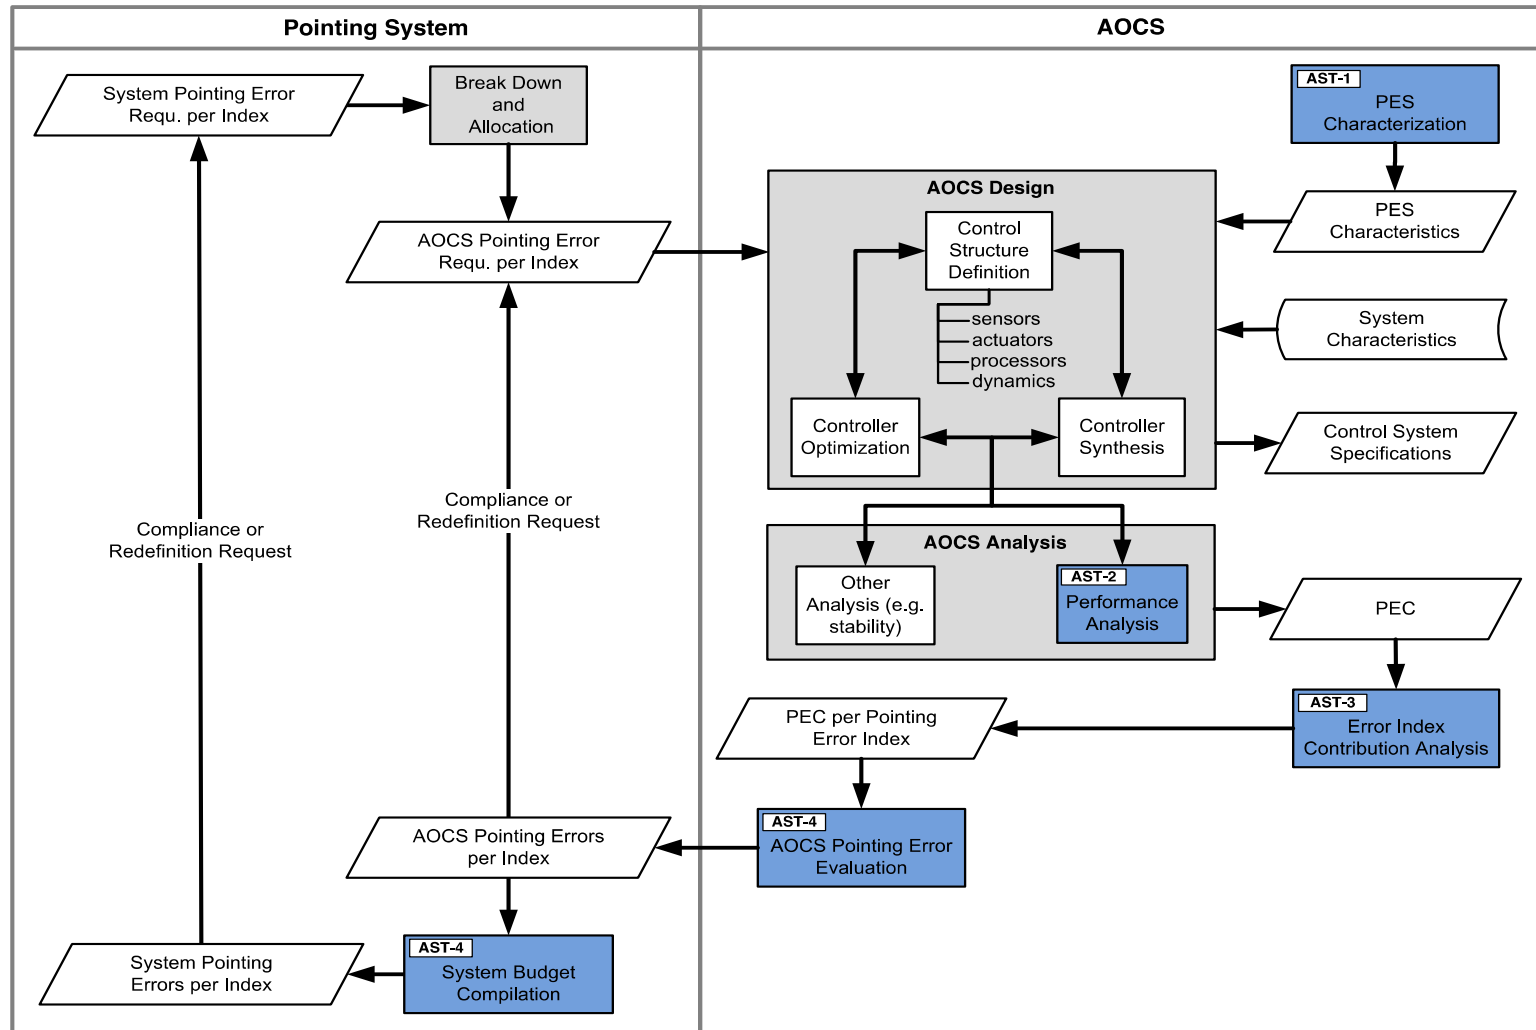 Pointing System
AOCS
System Pointing Error
Requ. per Index
Break Down
and
Allocation
AOCS Pointing Error
Requ. per Index
Compliance or
Redefinition Request
Compliance or
Redefinition Request
AOCS Pointing Errors
per Index
AST-4
System Budget
Compilation
System Pointing
Errors per Index
AST-1
PES
Characterization
PES
Characteristics
AOCS Design
Control
Structure
Definition
sensors
actuators
processors
dynamics
Controller
Optimization
Controller
Synthesis
System
Characteristics
Control System
Specifications
AOCS Analysis
Other
Analysis (e.g.
stability)
AST-2
Performance
Analysis
PEC
AST-3
Error Index
Contribution Analysis
PEC per Pointing
Error Index
AST-4
AOCS Pointing Error
Evaluation